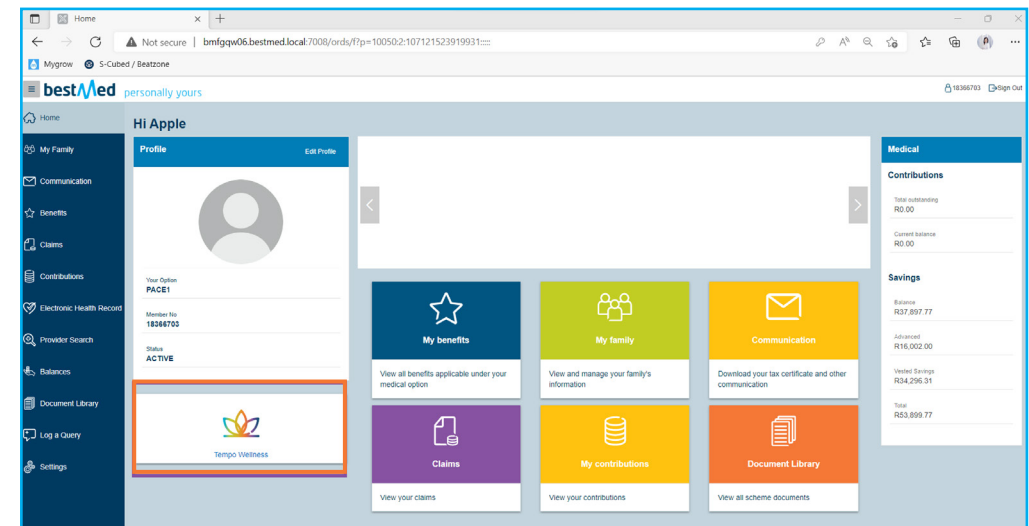 Home
Not secure | bmfgqw06.bestmed.local:7008/ords/f?p=10050:2:107121523919931:::::
Mygrow
S-Cubed / Beatzone
bestMed personally yours
18366703
Sign Out
Home
My Family
Communication
Benefits
Claims
Contributions
Electronic Health Record
Provider Search
Balances
Document Library
Log a Query
Settings
Hi Apple
Profile
Edit Profile
Your Option
PACE1
Member No
18366703
Status
ACTIVE
Tempo Wellness
My benefits
View all benefits applicable under your
medical option
My family
View and manage your family's
information
Communication
Download your tax certificate and other
communication
Claims
View your claims
My contributions
View your contributions
Document Library
View all scheme documents
Medical
Contributions
Total outstanding
R0.00
Current balance
R0.00
Savings
Balance
R37,897.77
Advanced
R16,002.00
Vested Savings
R34,296.31
Total
R53,899.77